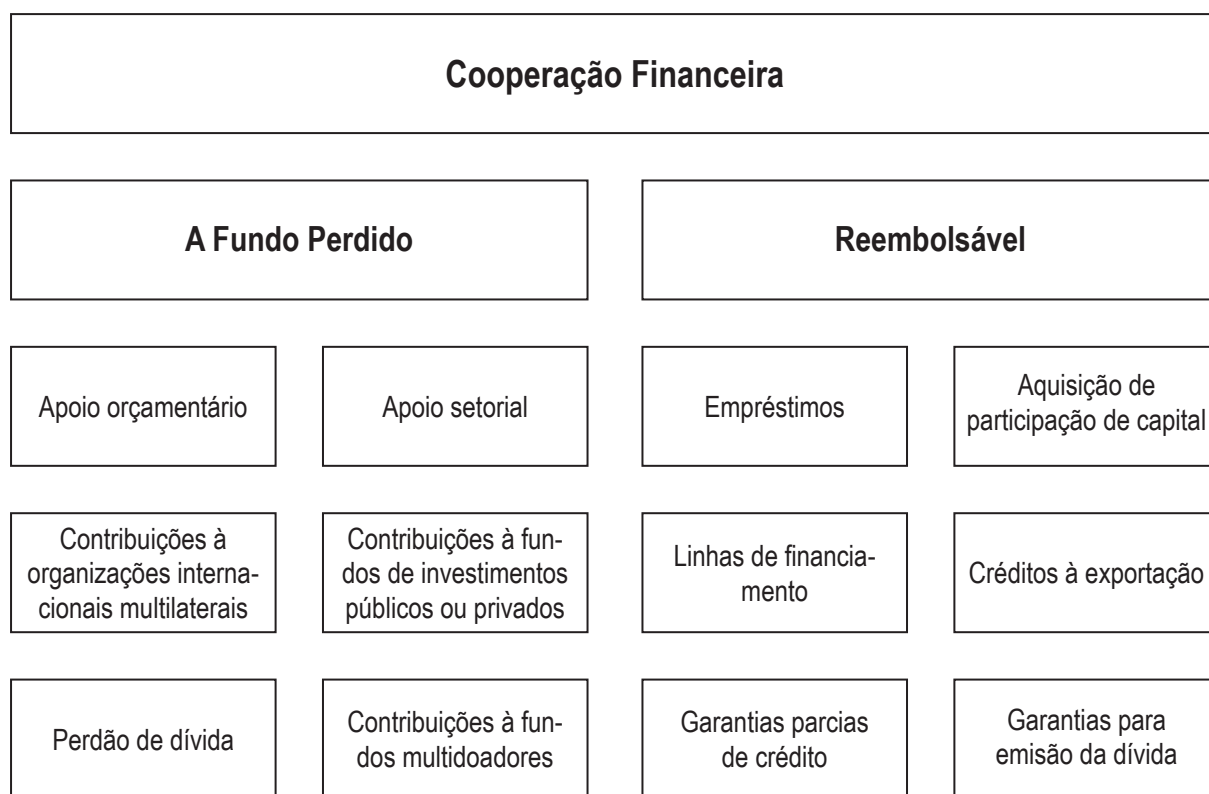 Cooperação Financeira
A Fundo Perdido
Reembolsável
Apoio orçamentário
Apoio setorial
Empréstimos
Aquisição de
participação de capital
Contribuições à
organizações interna-
cionais multilaterais
Contribuições à fun-
dos de investimentos
públicos ou privados
Linhas de financia-
mento
Créditos à exportação
Perdão de dívida
Contribuições à fun-
dos multidoadores
Garantias parcias
de crédito
Garantias para
emisão da dívida